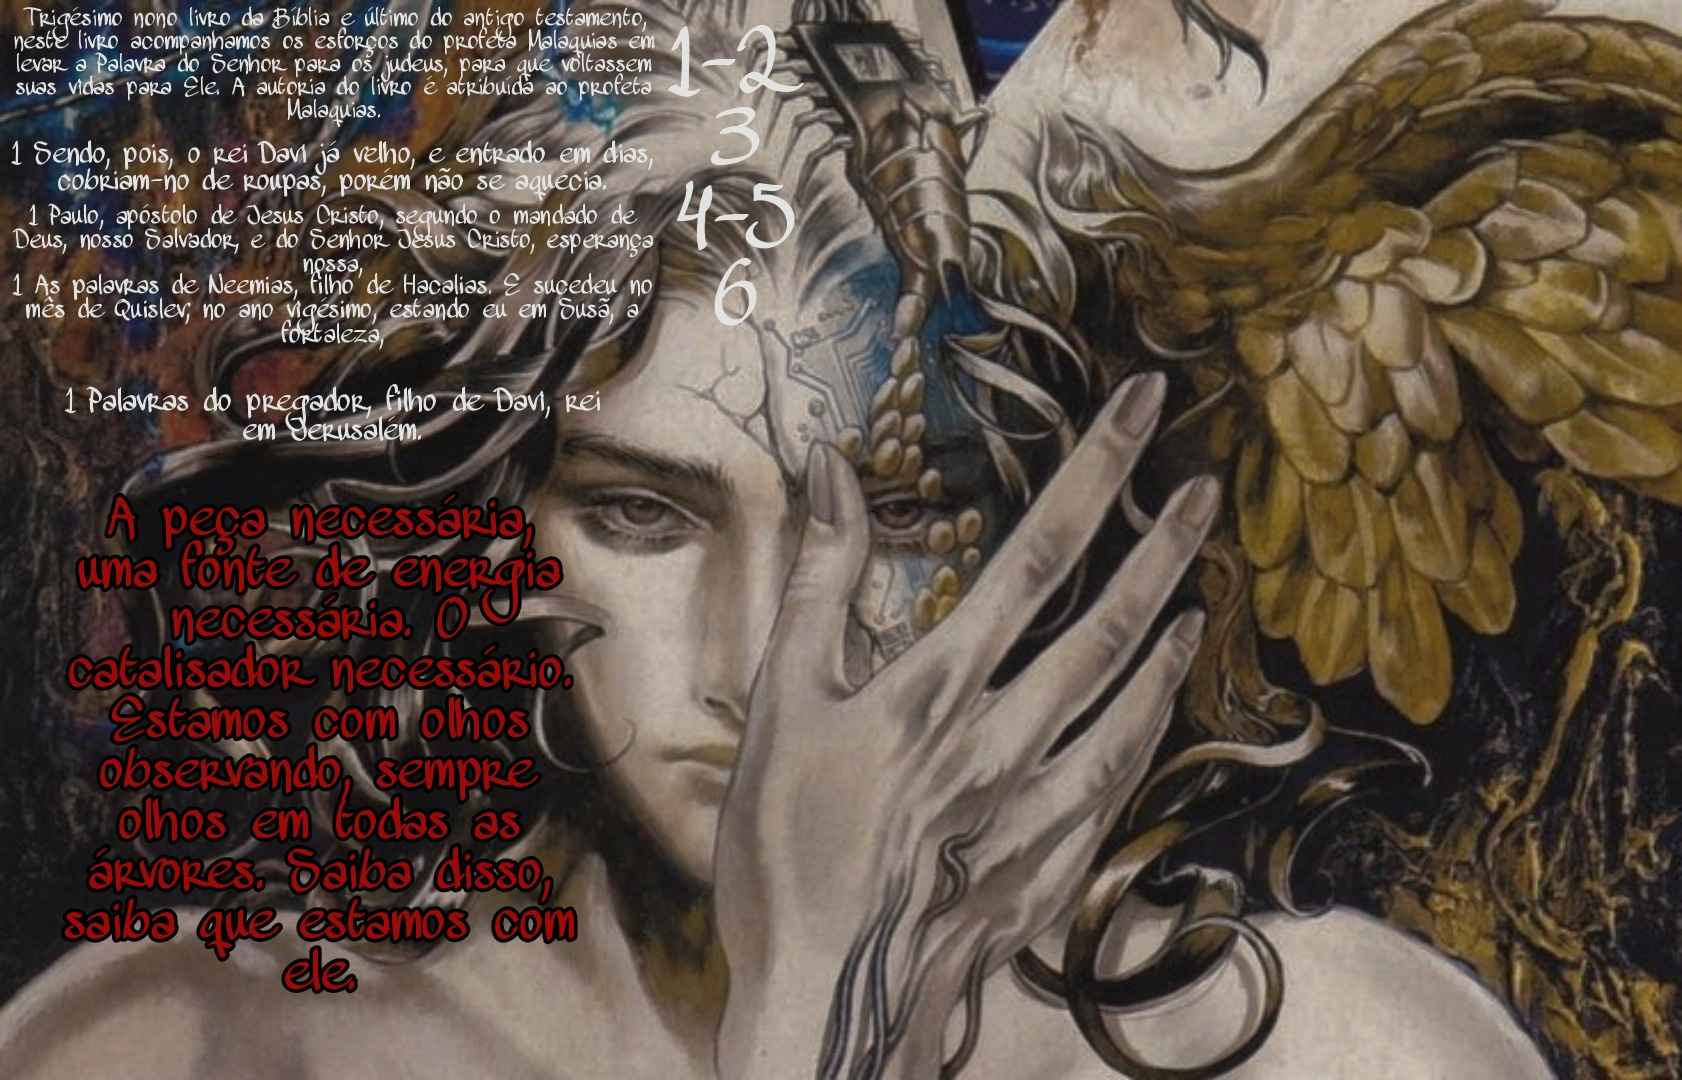 Trigésimo nono livro da Bíblia e último do antigo testamento,
neste livro acompanhamos os esforços do profeta Malaquias em
levar a Palavra do Senhor para os judeus, para que voltassem
suas vidas para Ele. A autoria do livro é atribuída ao profeta
Malaquias.
1 Sendo, pois, o rei Davi já velho, e entrado em dias,
cobriam-no de roupas, porém não se aquecia.
1 Paulo, apóstolo de Jesus Cristo, segundo o mandado de
Deus, nosso Salvador, e do Senhor Jesus Cristo, esperança
nossa,
1 As palavras de Neemias, filho de Hacalias. E sucedeu no
mês de Quislev, no ano vigésimo, estando eu em Susã, a
fortaleza,
1 Palavras do pregador, filho de Davi, rei
em Jerusalém.
1-2
3
4-5
6
A peça necessária,
uma fonte de energia
necessária. O
catalisador necessário.
Estamos com olhos
observando, sempre
olhos em todas as
árvores. Saiba disso,
saiba que estamos com
ele.